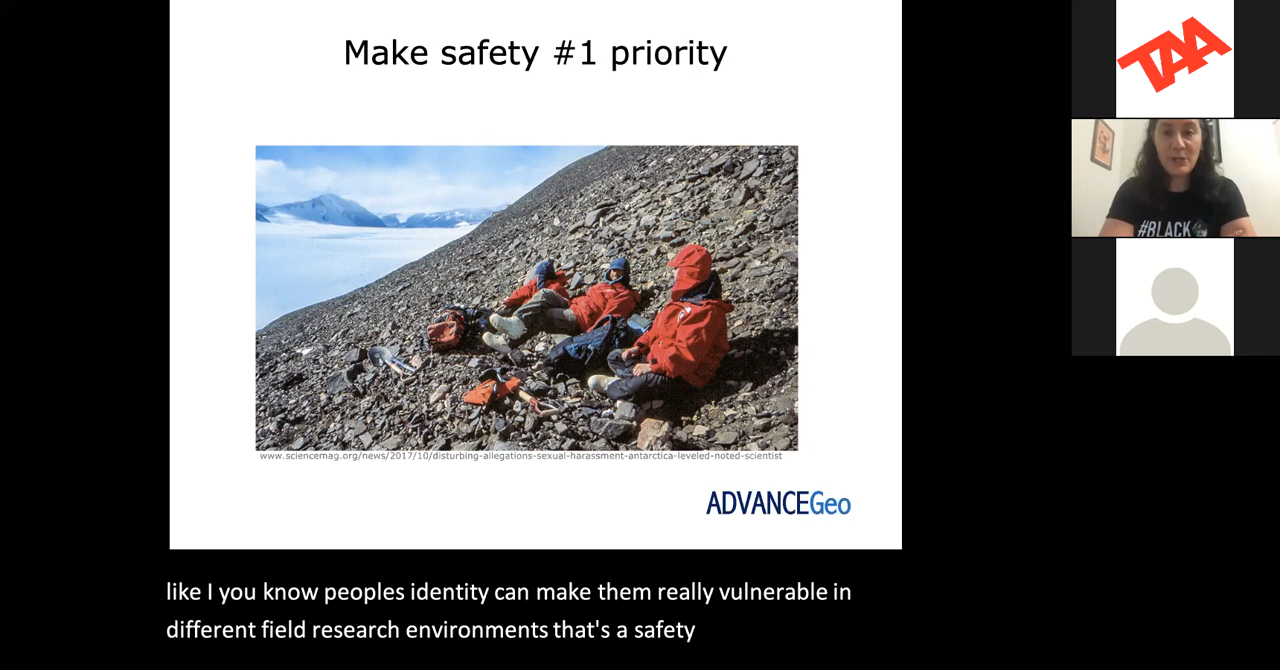 Make safety #1 priority
www.sciencemag.org/news/2017/10/disturbing-allegations-sexual-harassment-antarctica-leveled-noted-scientist
ADVANCEGeo
like I you know peoples identity can make them really vulnerable in
different field research environments that's a safety
TAA
#BLACK